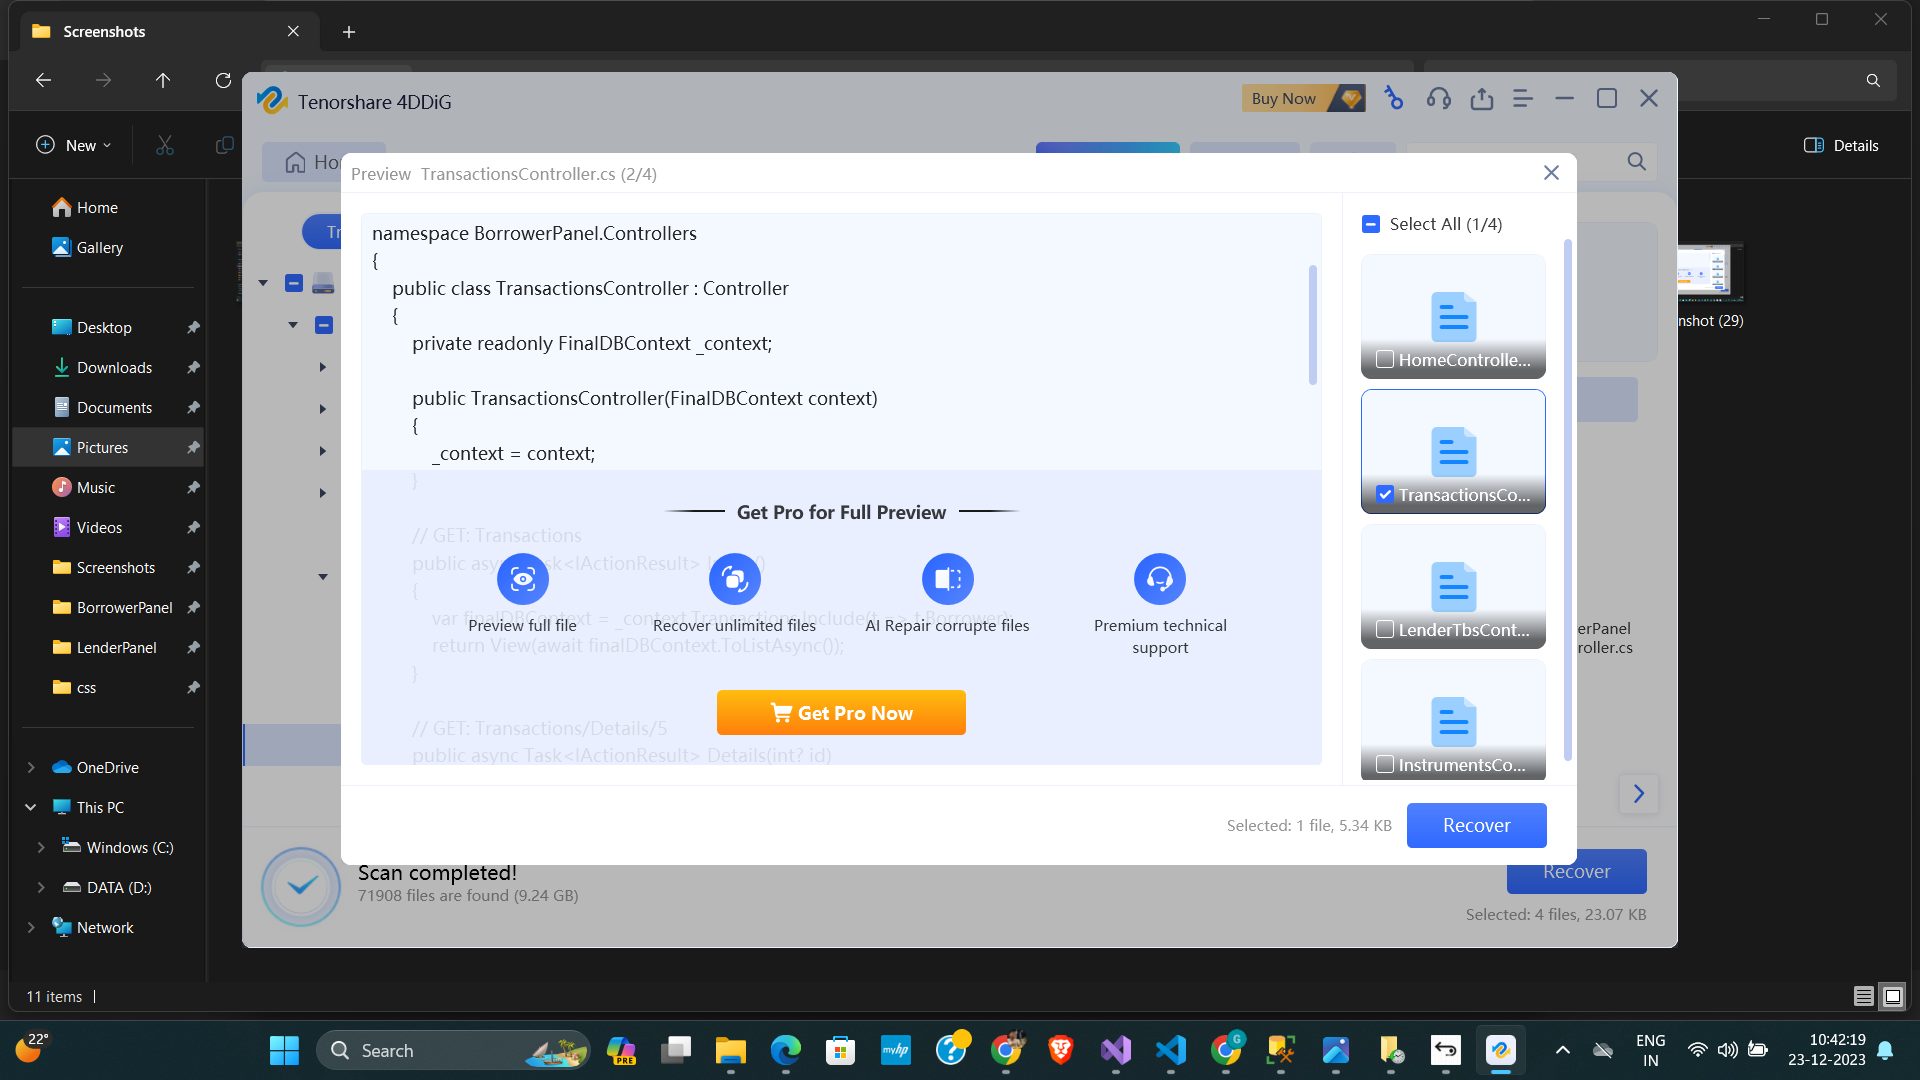 Screenshots
New
Details
Home
Gallery
Desktop
Downloads
Documents
Pictures
Music
Videos
Screenshots
BorrowerPanel
LenderPanel
css
OneDrive
This PC
Windows (C:)
DATA (D:)
Network
11 items
Tenorshare 4DDiG
Buy Now
Ho
Tr
nshot (29)
erPanel
roller.cs
Preview TransactionsController.cs (2/4)
namespace BorrowerPanel.Controllers
{
public class TransactionsController : Controller
{
private readonly FinalDBContext _context;
public TransactionsController(FinalDBContext context)
{
_context = context;
}
Get Pro for Full Preview
// GET: Transactions
public async Task<IActionResult> I
{
var finalDBContext = _context.Transactions.Include(t => t.Borrower);
Preview full file
Recover unlimited files
AI Repair corrupte files
Premium technical
support
return View(await finalDBContext.ToListAsync());
}
Get Pro Now
// GET: Transactions/Details/5
public async Task<IActionResult> Details(int? id)
Select All (1/4)
HomeControlle...
TransactionsCo...
LenderTbsCont...
InstrumentsCo...
Selected: 1 file, 5.34 KB
Recover
Scan completed!
71908 files are found (9.24 GB)
Recover
Selected: 4 files, 23.07 KB
22°
Search
PRE
myhp
G
ENG
IN
10:42:19
23-12-2023